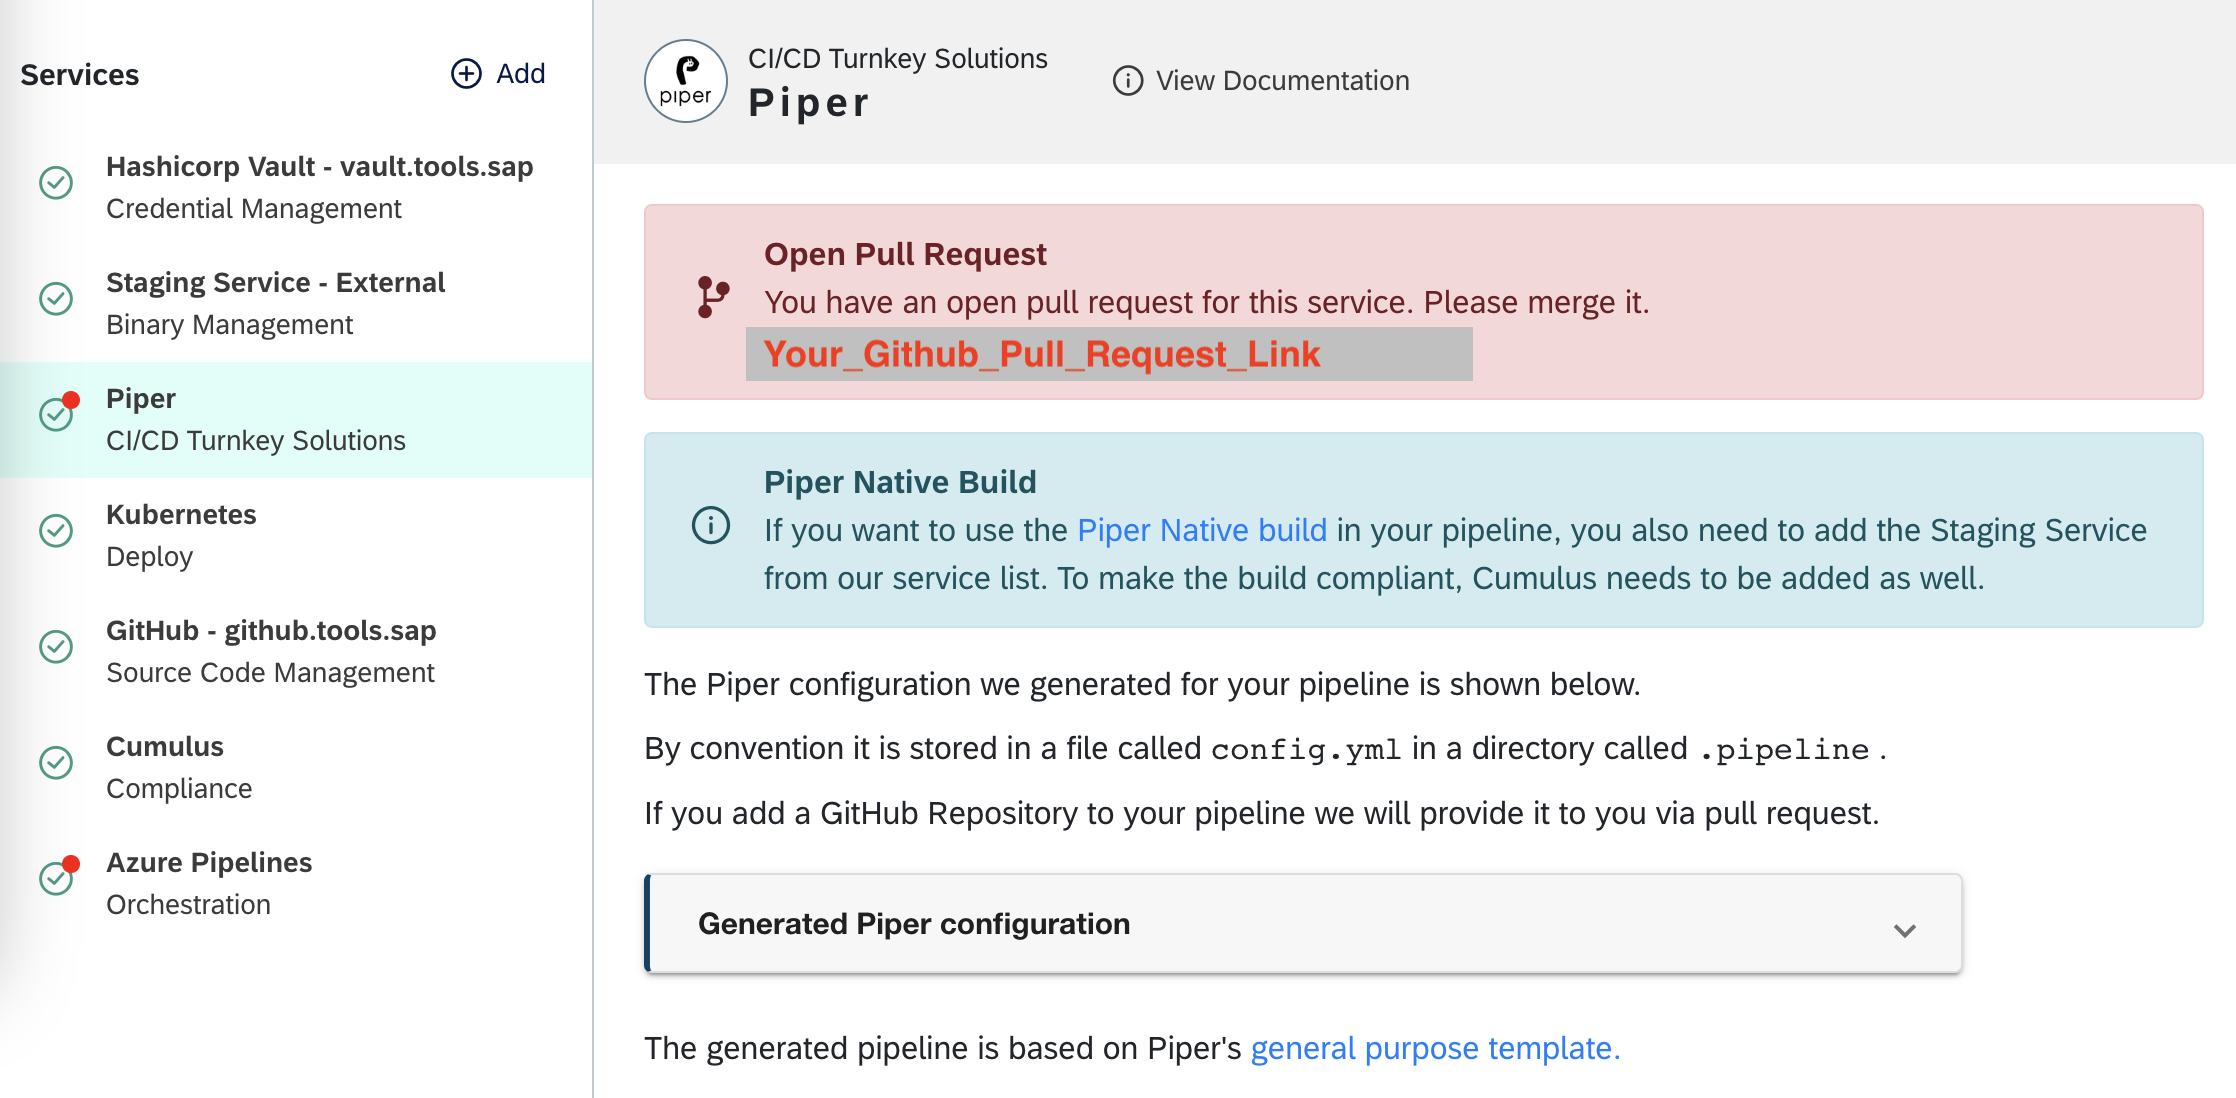 Services
Add
Hashicorp Vault - vault.tools.sap
Credential Management
Staging Service - External
Binary Management
Piper
CI/CD Turnkey Solutions
Kubernetes
Deploy
GitHub - github.tools.sap
Source Code Management
Cumulus
Compliance
Azure Pipelines
Orchestration
piper
CI/CD Turnkey Solutions
Piper
View Documentation
Open Pull Request
You have an open pull request for this service. Please merge it.
Your_Github_Pull_Request_Link
Piper Native Build
If you want to use the Piper Native build in your pipeline, you also need to add the Staging Service
from our service list. To make the build compliant, Cumulus needs to be added as well.
The Piper configuration we generated for your pipeline is shown below.
By convention it is stored in a file called config.yml in a directory called .pipeline .
If you add a GitHub Repository to your pipeline we will provide it to you via pull request.
Generated Piper configuration
The generated pipeline is based on Piper's general purpose template.